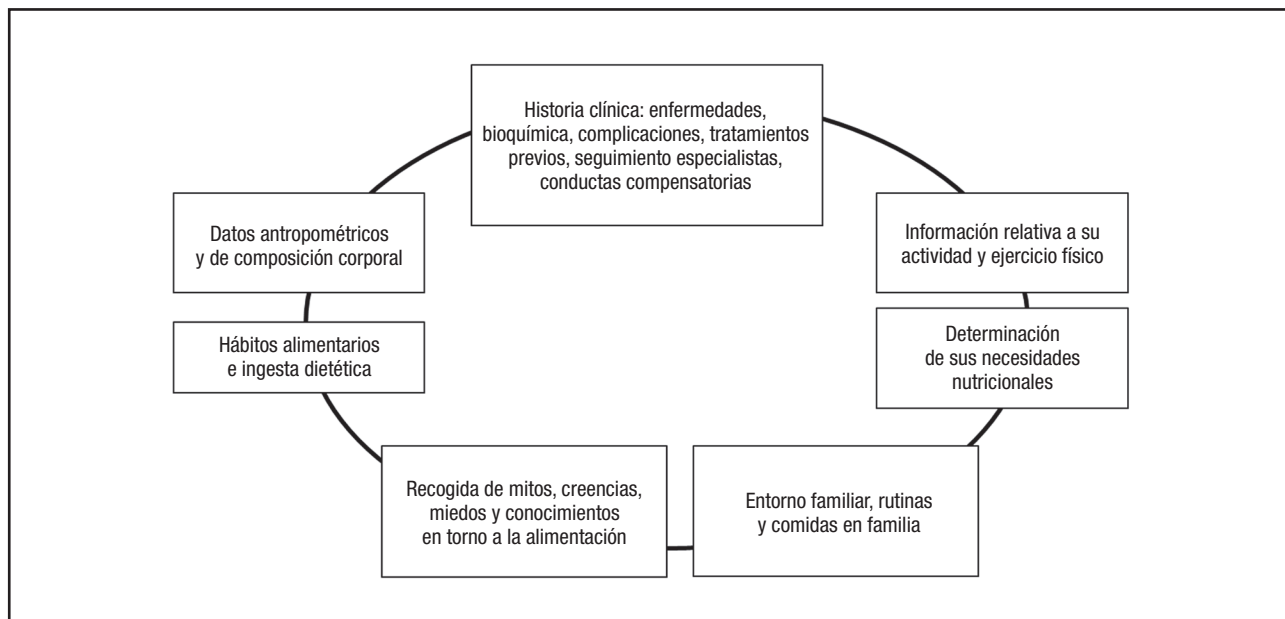 Historia clínica: enfermedades,
bioquímica, complicaciones, tratamientos
previos, seguimiento especialistas,
conductas compensatorias
Datos antropométricos
y de composición corporal
Información relativa a su
actividad y ejercicio físico
Hábitos alimentarios
e ingesta dietética
Determinación
de sus necesidades
nutricionales
Recogida de mitos, creencias,
miedos y conocimientos
en torno a la alimentación
Entorno familiar, rutinas
y comidas en familia